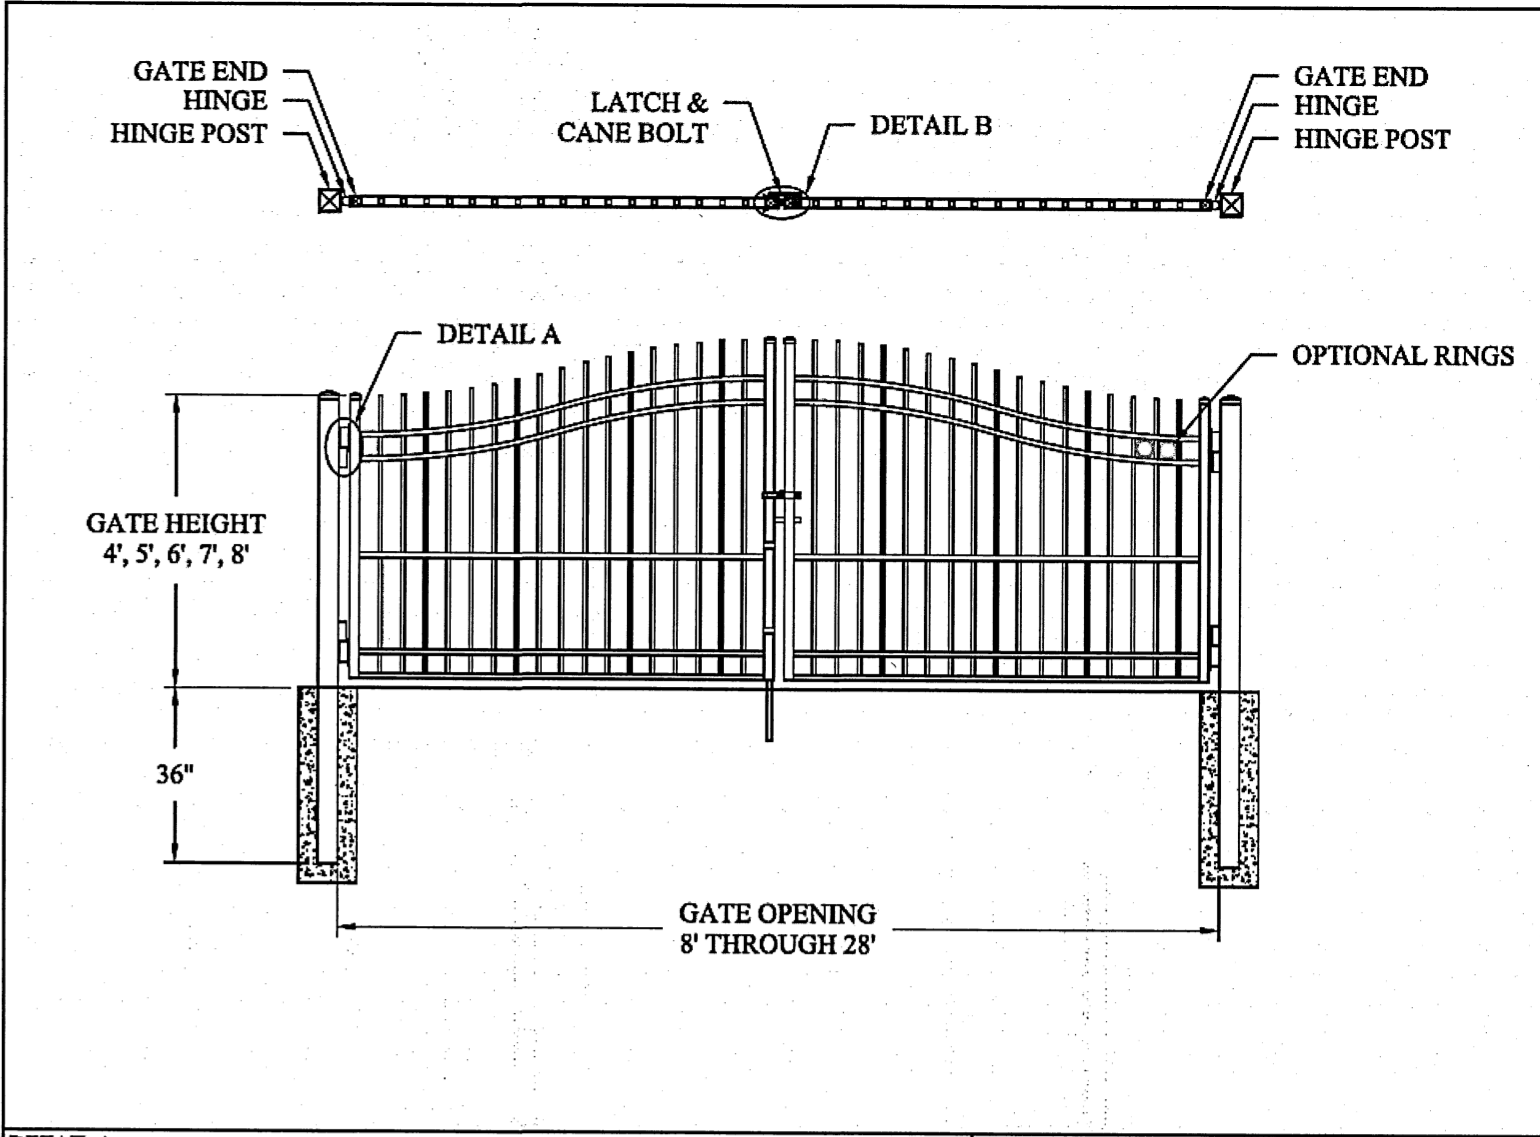 GATE END
HINGE
HINGE POST
LATCH &
CANE BOLT
DETAIL B
GATE END
HINGE
HINGE POST
DETAIL A
OPTIONAL RINGS
GATE HEIGHT
4', 5', 6', 7', 8'
36"
GATE OPENING
8' THROUGH 28'